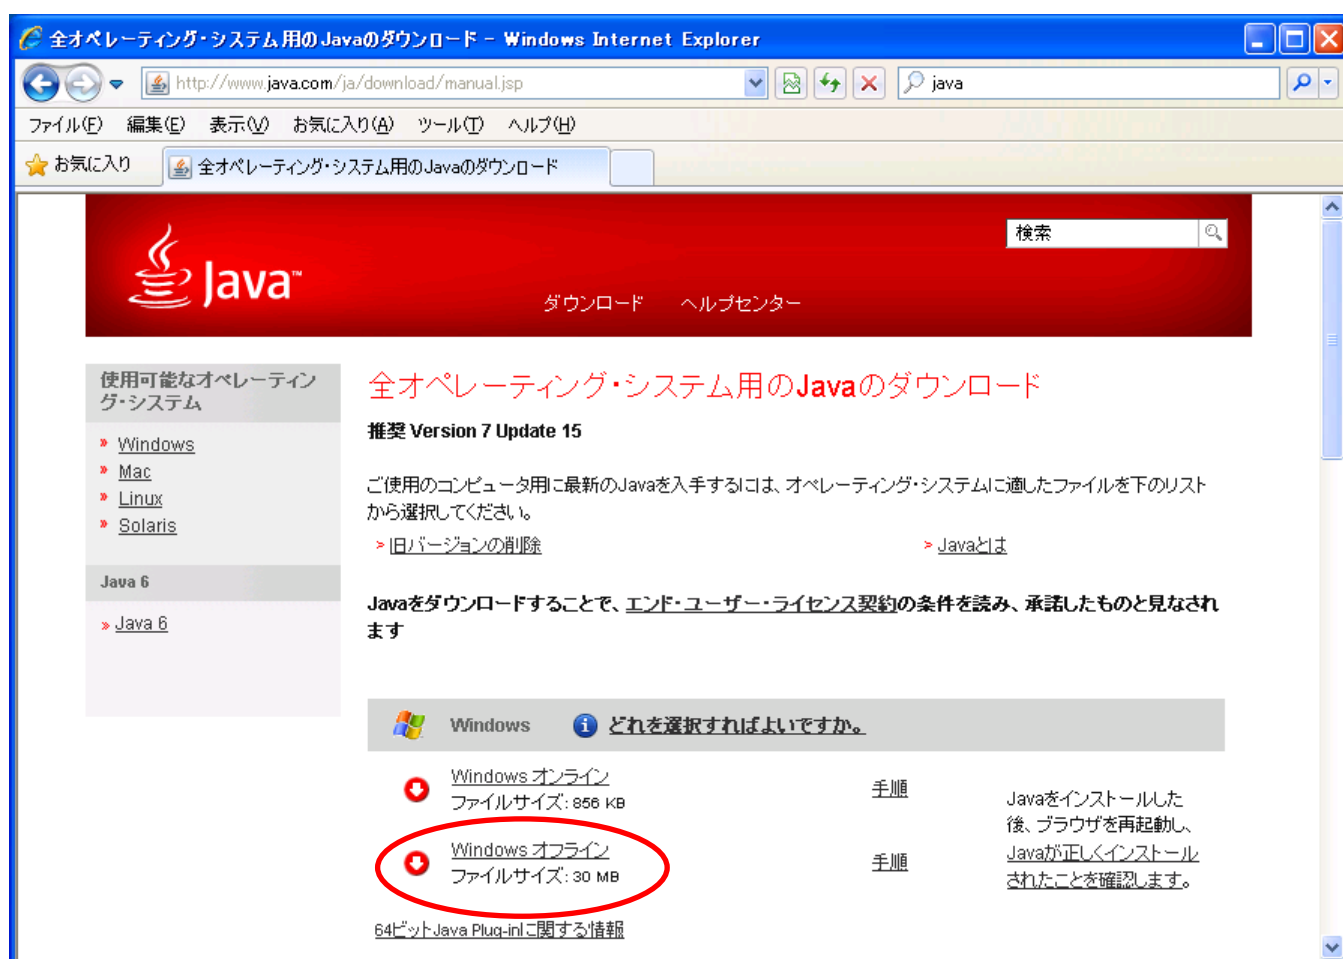 全オペレーティング・システム用のJavaのダウンロード - Windows Internet Explorer
http://www.java.com/ja/download/manual.jsp
java
ファイル(F) 編集(E) 表示(V) お気に入り(A) ツール(T) ヘルプ(H)
お気に入り
全オペレーティング・システム用のJavaのダウンロード
検索
Java™
ダウンロード ヘルプセンター
使用可能なオペレーティン
グ・システム
» Windows
» Mac
» Linux
» Solaris
Java 6
» Java 6
全オペレーティング・システム用のJavaのダウンロード
推奨 Version 7 Update 15
ご使用のコンピュータ用に最新のJavaを入手するには、オペレーティング・システムに適したファイルを下のリスト
から選択してください。
> 旧バージョンの削除
> Javaとは
Javaをダウンロードすることで、エンド・ユーザー・ライセンス契約の条件を読み、承諾したものと見なされ
ます
Windows
i どれを選択すればよいですか。
Windows オンライン
ファイルサイズ: 856 KB
手順
Windows オフライン
ファイルサイズ: 30 MB
手順
Javaをインストールした
後、ブラウザを再起動し、
Javaが正しくインストール
されたことを確認します。
64ビットJava Plug-inに関する情報